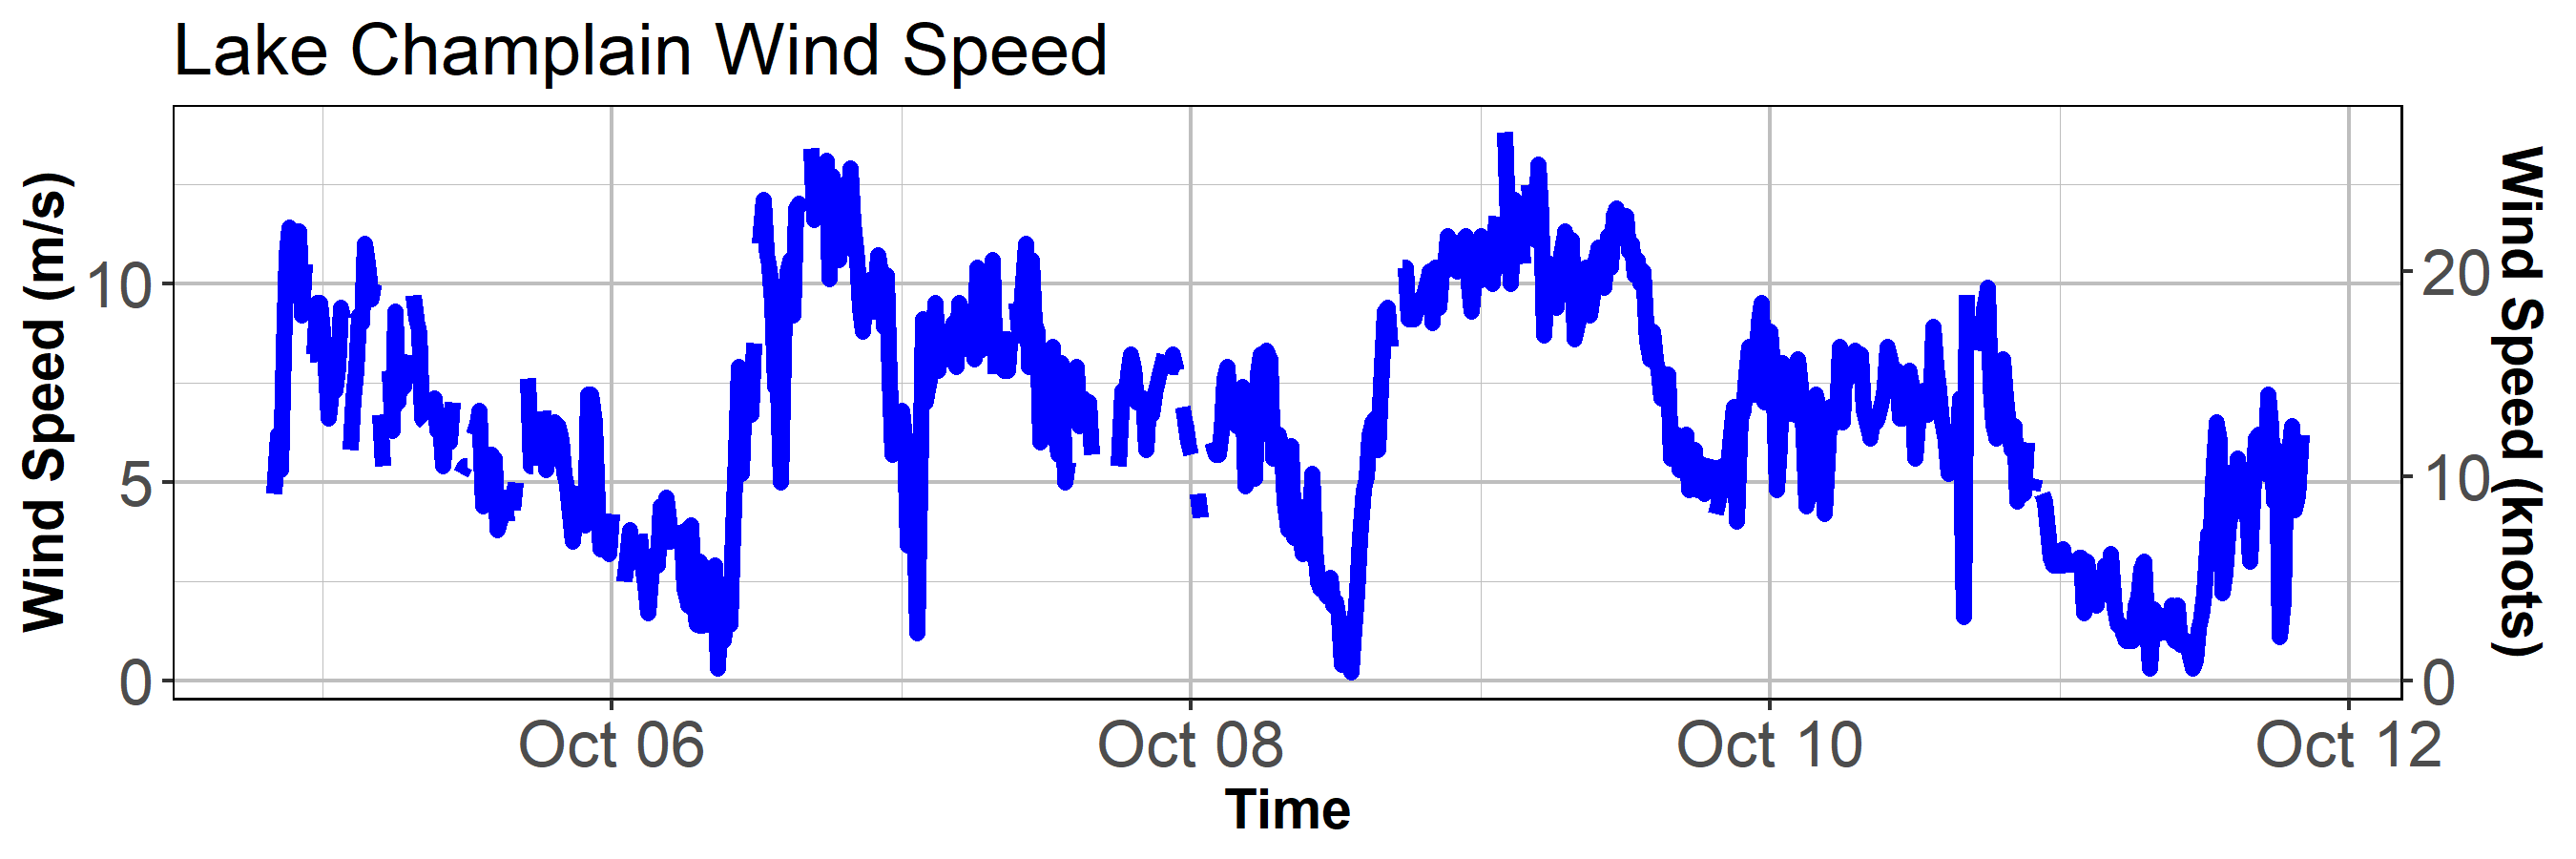 Lake Champlain Wind Speed
Wind Speed (m/s)
10
5
0
20
10
0
Wind Speed (knots)
Oct 06
Oct 08
Oct 10
Oct 12
Time